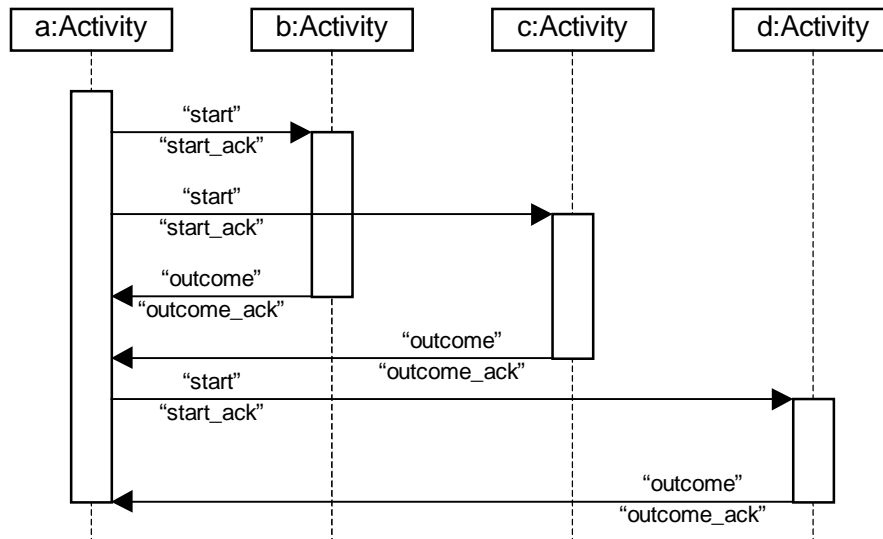 a:Activity b:Activity c:Activity d:Activity
“start”
“start_ack”
“start”
“start_ack”
“outcome”
“outcome_ack”
“outcome”
“outcome_ack”
“start”
“start_ack”
“outcome”
“outcome_ack”